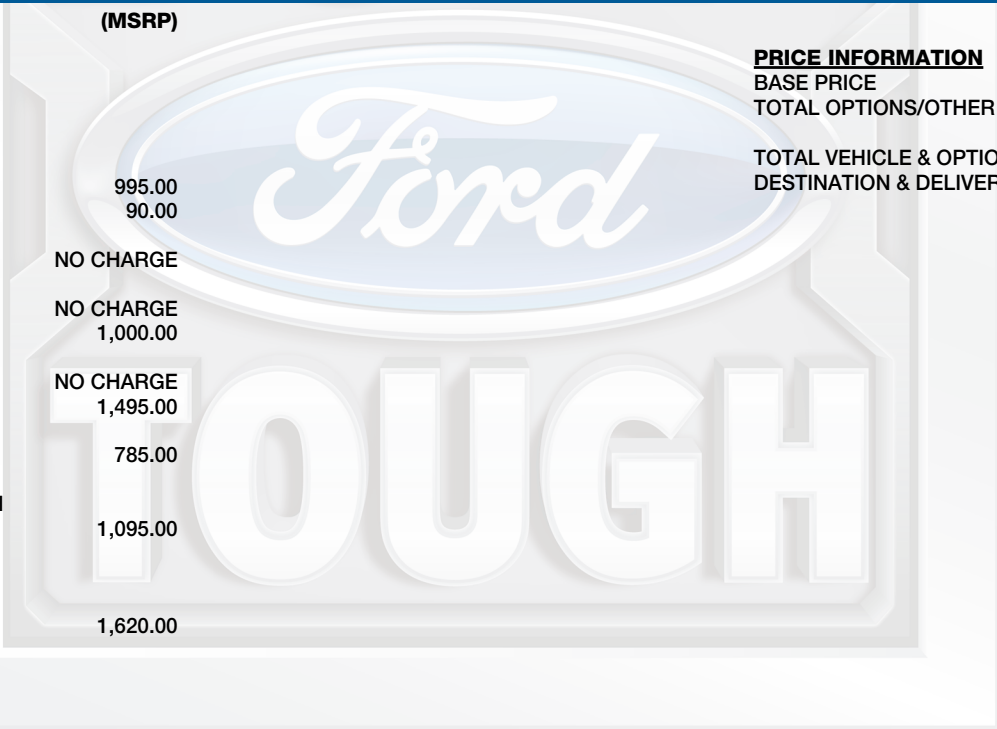 (MSRP)
995.00
90.00
NO CHARGE
NO CHARGE
1,000.00
NO CHARGE
1,495.00
785.00
1,095.00
1,620.00
PRICE INFORMATION
BASE PRICE
TOTAL OPTIONS/OTHER
TOTAL VEHICLE & OPTIO
DESTINATION & DELIVER
Ford
TOUGH